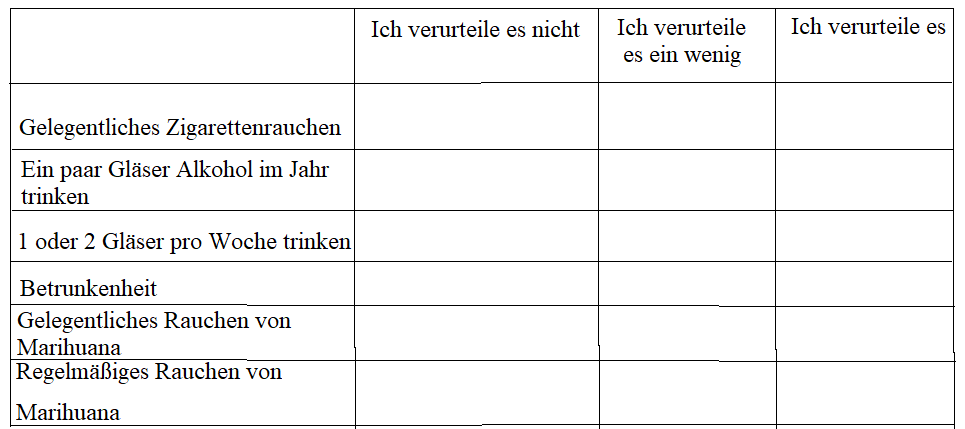 Ich verurteile es nicht
Ich verurteile
es ein wenig
Ich verurteile es
Gelegentliches Zigarettenrauchen
Ein paar Gläser Alkohol im Jahr
trinken
1 oder 2 Gläser pro Woche trinken
Betrunkenheit
Gelegentliches Rauchen von
Marihuana
Regelmäßiges Rauchen von
Marihuana